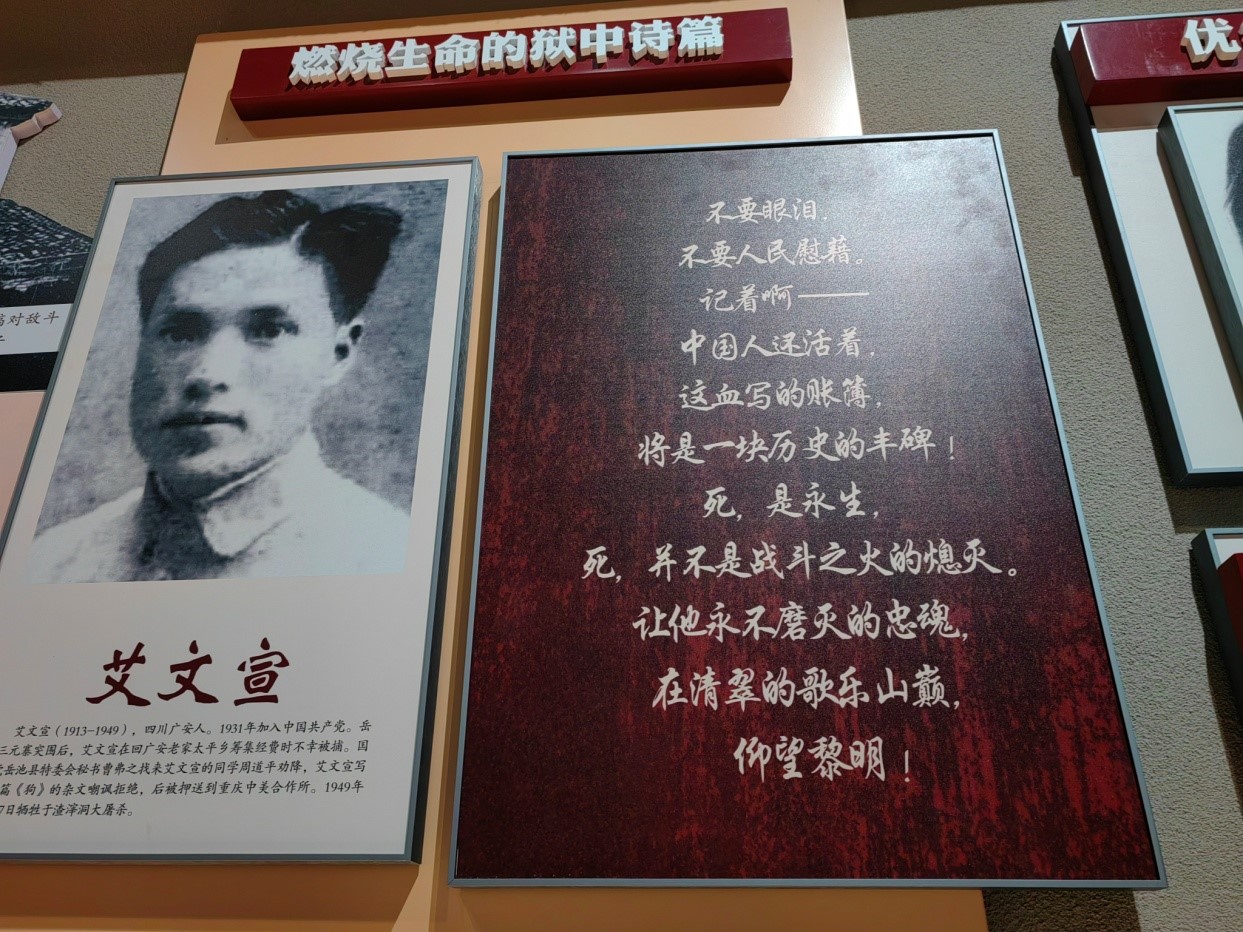 燃烧生命的狱中诗篇
优
对敌斗
不要眼泪,
不要人民慰藉。
记着啊——
中国人还活着,
这血写的账簿,
将是一块历史的丰碑!
死,是永生,
死,并不是战斗之火的熄灭。
让他永不磨灭的忠魂,
在清翠的歌乐山巅,
仰望黎明!
艾文宣
艾文宣(1913-1949),四川广安人。1931年加入中国共产党。岳
三元寨突围后,艾文宣在回广安老家太平乡筹集经费时不幸被捕。国
岳池县特委会秘书曹弗之找来艾文宣的同学周道平劝降,艾文宣写
篇《狗》的杂文嘲讽拒绝,后被押送到重庆中美合作所。1949年
7日牺牲于渣滓洞大屠杀。